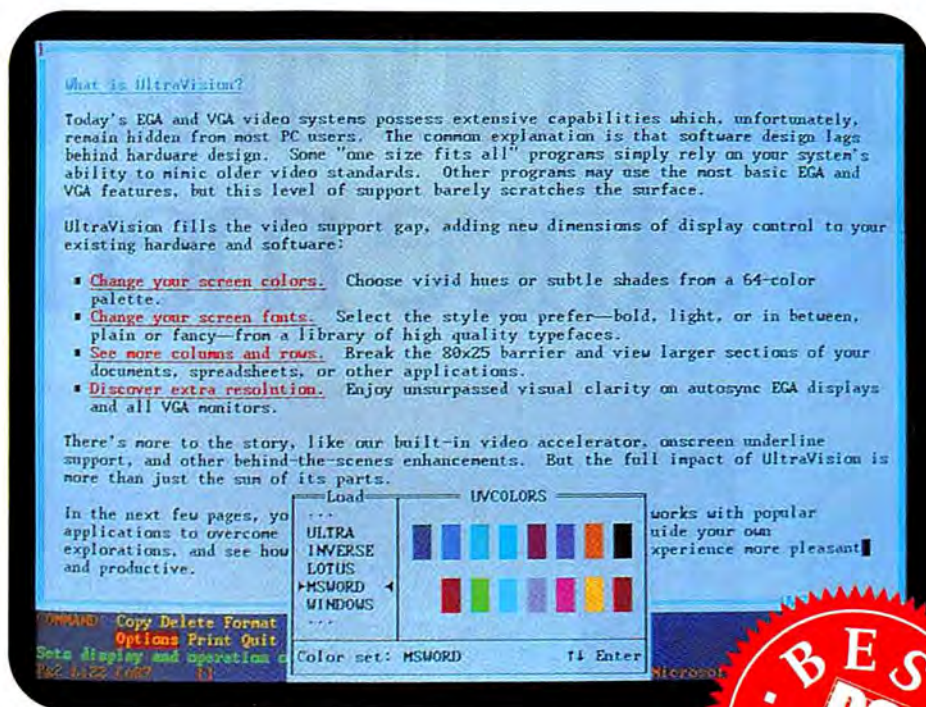 What is UltraVision?
Today's EGA and VGA video systems possess extensive capabilities which, unfortunately,
remain hidden from most PC users. The common explanation is that software design lags
behind hardware design. Some "one size fits all" programs simply rely on your system's
ability to mimic older video standards. Other programs may use the most basic EGA and
VGA features, but this level of support barely scratches the surface.
UltraVision fills the video support gap, adding new dimensions of display control to your
existing hardware and software:
▪ Change your screen colors. Choose vivid hues or subtle shades from a 64-color
palette.
▪ Change your screen fonts. Select the style you prefer—bold, light, or in between,
plain or fancy—from a library of high quality typefaces.
▪ See more columns and rows. Break the 80x25 barrier and view larger sections of your
documents, spreadsheets, or other applications.
▪ Discover extra resolution. Enjoy unsurpassed visual clarity on autosync EGA displays
and all VGA monitors.
There's more to the story, like our built-in video accelerator, onscreen underline
support, and other behind-the-scenes enhancements. But the full impact of UltraVision is
more than just the sum of its parts.
In the next few pages, yo works with popular
applications to overcome uide your own
explorations, and see how xperience more pleasant
and productive.
Load
...
ULTRA
INVERSE
LOTUS
►MSWORD ◄
WINDOWS
...
UVCOLORS
Color set: MSWORD ↑↓ Enter
COMMAND: Copy Delete Format
Options Print Quit
Sets display and operation o
Pg2 Li22 Co87 {} Microsof
BES